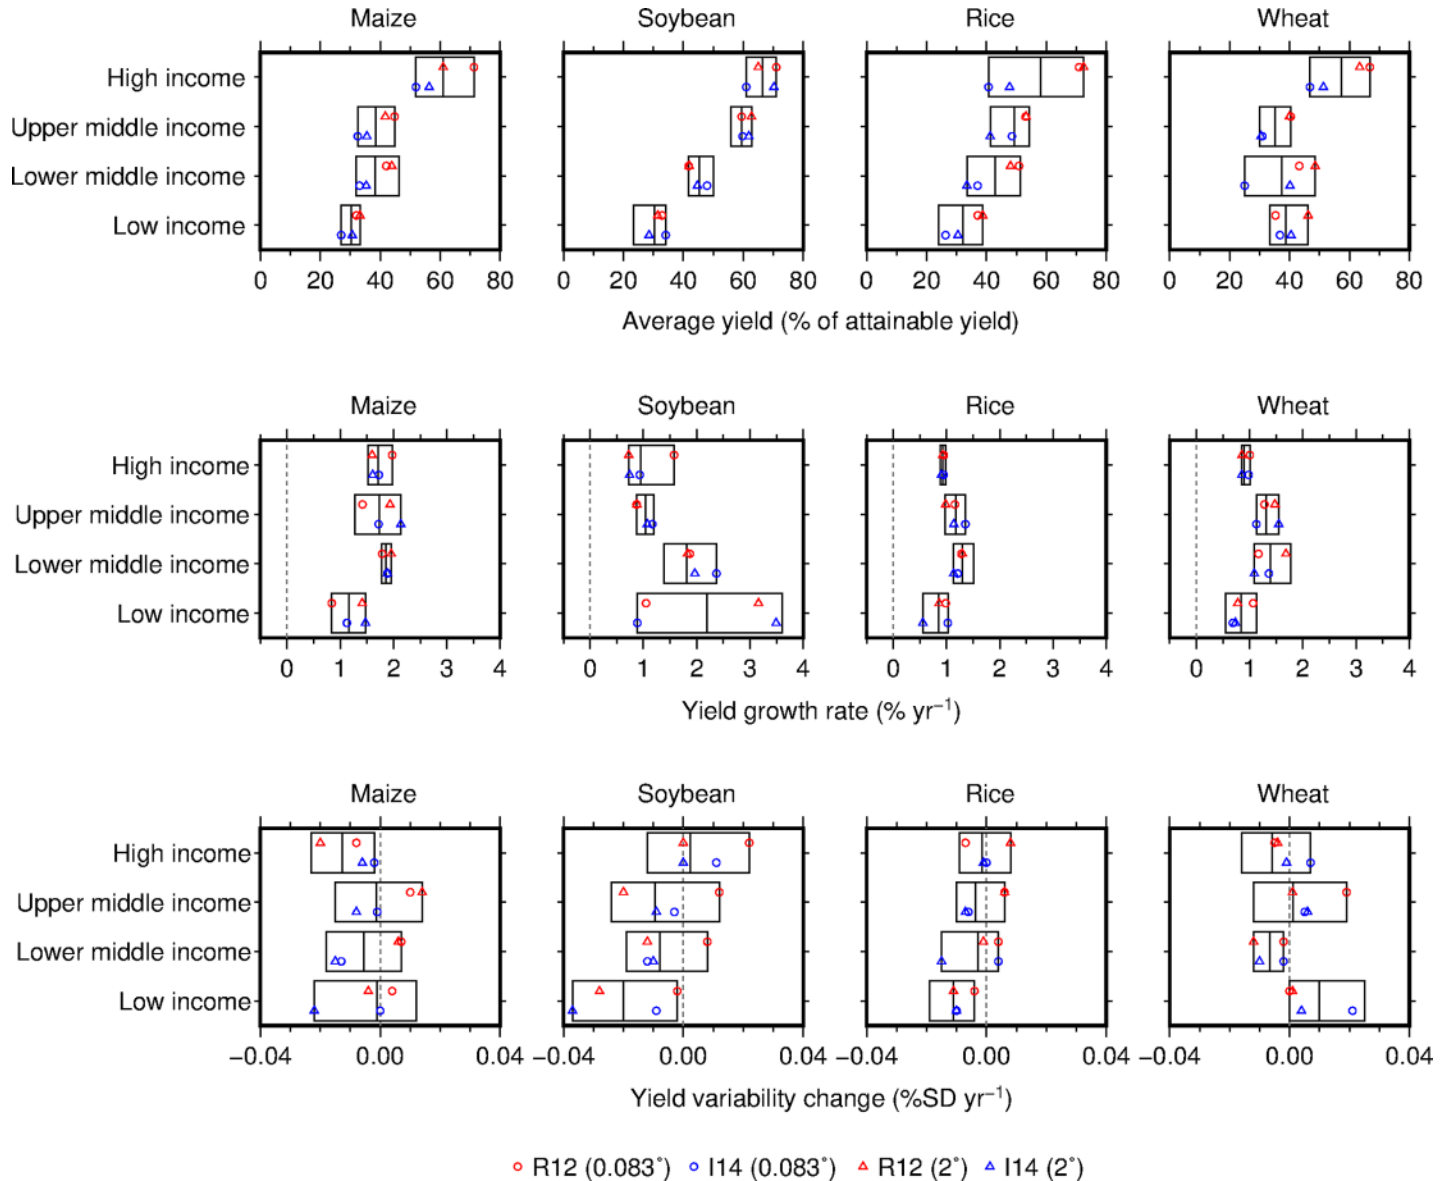 Maize Soybean Rice Wheat
High income
Upper middle income
Lower middle income
Low income
0 20 40 60 80 0 20 40 60 80 0 20 40 60 80 0 20 40 60 80
Average yield (% of attainable yield)
Maize Soybean Rice Wheat
High income
Upper middle income
Lower middle income
Low income
0 1 2 3 4 0 1 2 3 4 0 1 2 3 4 0 1 2 3 4
Yield growth rate (% yr⁻¹)
Maize Soybean Rice Wheat
High income
Upper middle income
Lower middle income
Low income
−0.04 0.00 0.04 −0.04 0.00 0.04 −0.04 0.00 0.04 −0.04 0.00 0.04
Yield variability change (%SD yr⁻¹)
R12 (0.083°) I14 (0.083°) R12 (2°) I14 (2°)